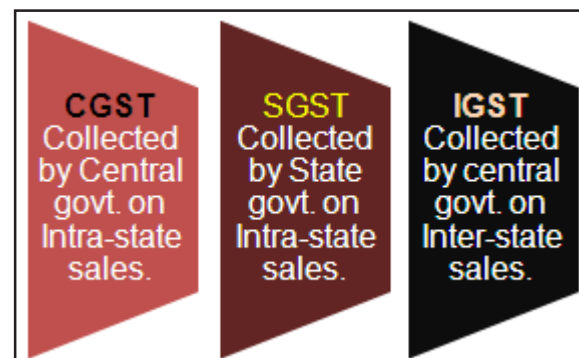 CGST
Collected
by Central
govt. on
Intra-state
sales.
SGST
Collected
by State
govt. on
Intra-state
sales.
IGST
Collected
by central
govt. on
Inter-state
sales.